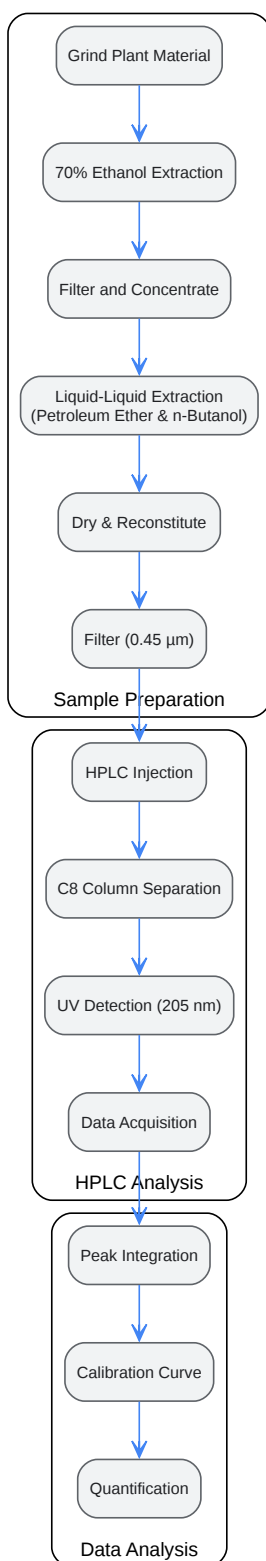 Grind Plant Material
70% Ethanol Extraction
Filter and Concentrate
Liquid-Liquid Extraction
(Petroleum Ether & n-Butanol)
Dry & Reconstitute
Filter (0.45 µm)
Sample Preparation
HPLC Injection
C8 Column Separation
UV Detection (205 nm)
Data Acquisition
HPLC Analysis
Peak Integration
Calibration Curve
Quantification
Data Analysis